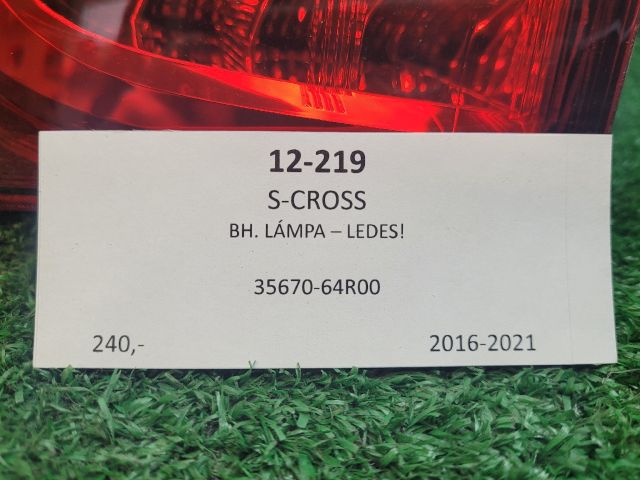 12-219
S-CROSS
BH. LÁMPA – LEDES!
35670-64R00
240,- 2016-2021